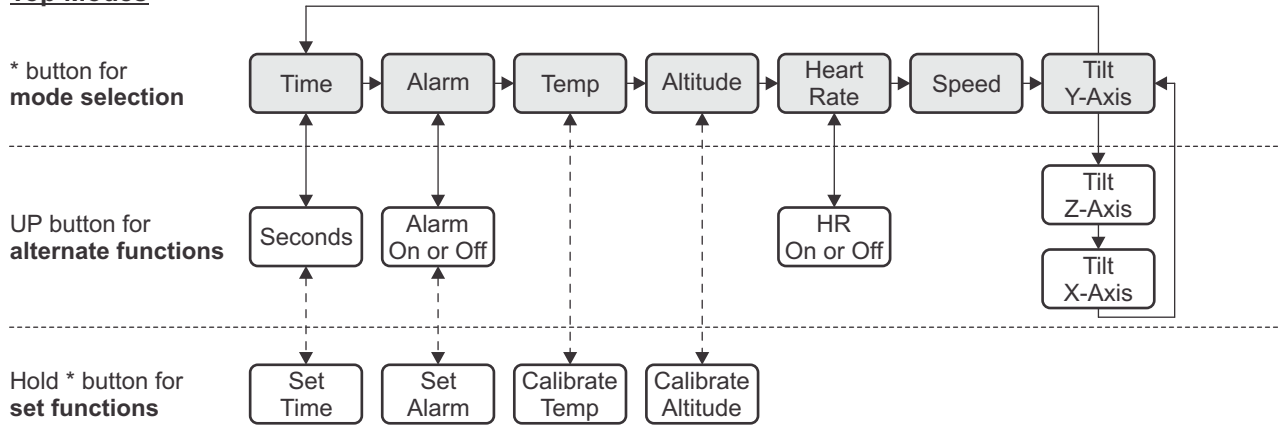 Top Modes
* button for
mode selection
Time
Alarm
Temp
Altitude
Heart
Rate
Speed
Tilt
Y-Axis
UP button for
alternate functions
Seconds
Alarm
On or Off
HR
On or Off
Tilt
Z-Axis
Tilt
X-Axis
Hold * button for
set functions
Set
Time
Set
Alarm
Calibrate
Temp
Calibrate
Altitude